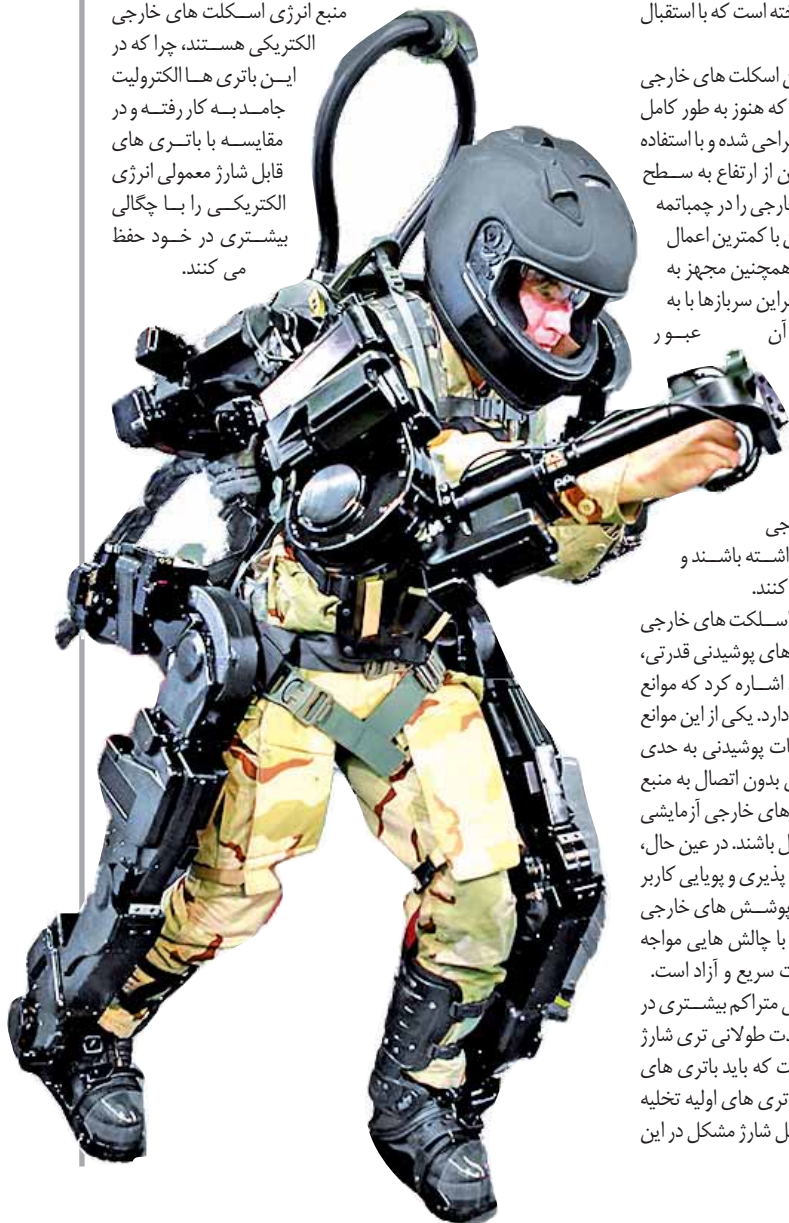 خته است که با استقبال
ی اسکلت های خارجی
که هنوز به طور کامل
راحی شده و با استفاده
ن از ارتفاع به سطح
ارجی را در چمباتمه
ی با کمترین اعمال
همچنین مجهز به
براین سربازها با به
آن عبور
جی
اشته باشند و
کنند.
اسلکت های خارجی
های پوشیدنی قدرتی،
اشاره کرد که موانع
دارد. یکی از این موانع
ات پوشیدنی به حدی
ی بدون اتصال به منبع
های خارجی آزمایشی
ل باشند. در عین حال،
پذیری و پویایی کاربر
پوشش های خارجی
با چالش هایی مواجه
ت سریع و آزاد است.
ی متراکم بیشتری در
دت طولانی تری شارژ
ت که باید باتری های
تری های اولیه تخلیه
ل شارژ مشکل در این
منبع انرژی اسکلت های خارجی
الکتریکی هستند، چرا که در
این باتری ها الکترولیت
جامد به کار رفته و در
مقایسه با باتری های
قابل شارژ معمولی انرژی
الکتریکی را با چگالی
بیشتری در خود حفظ
می کنند.